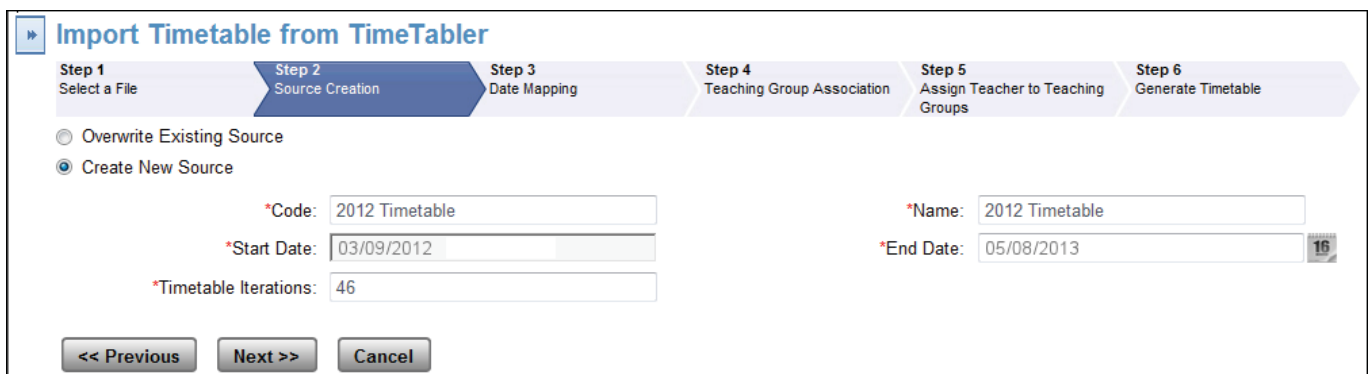 Import Timetable from TimeTabler
Step 1 Step 2 Step 3 Step 4 Step 5 Step 6
Select a File Source Creation Date Mapping Teaching Group Association Assign Teacher to Teaching Generate Timetable
Groups
Overwrite Existing Source
Create New Source
*Code: 2012 Timetable *Name: 2012 Timetable
*Start Date: 03/09/2012 *End Date: 05/08/2013 16
*Timetable Iterations: 46
<< Previous Next >> Cancel